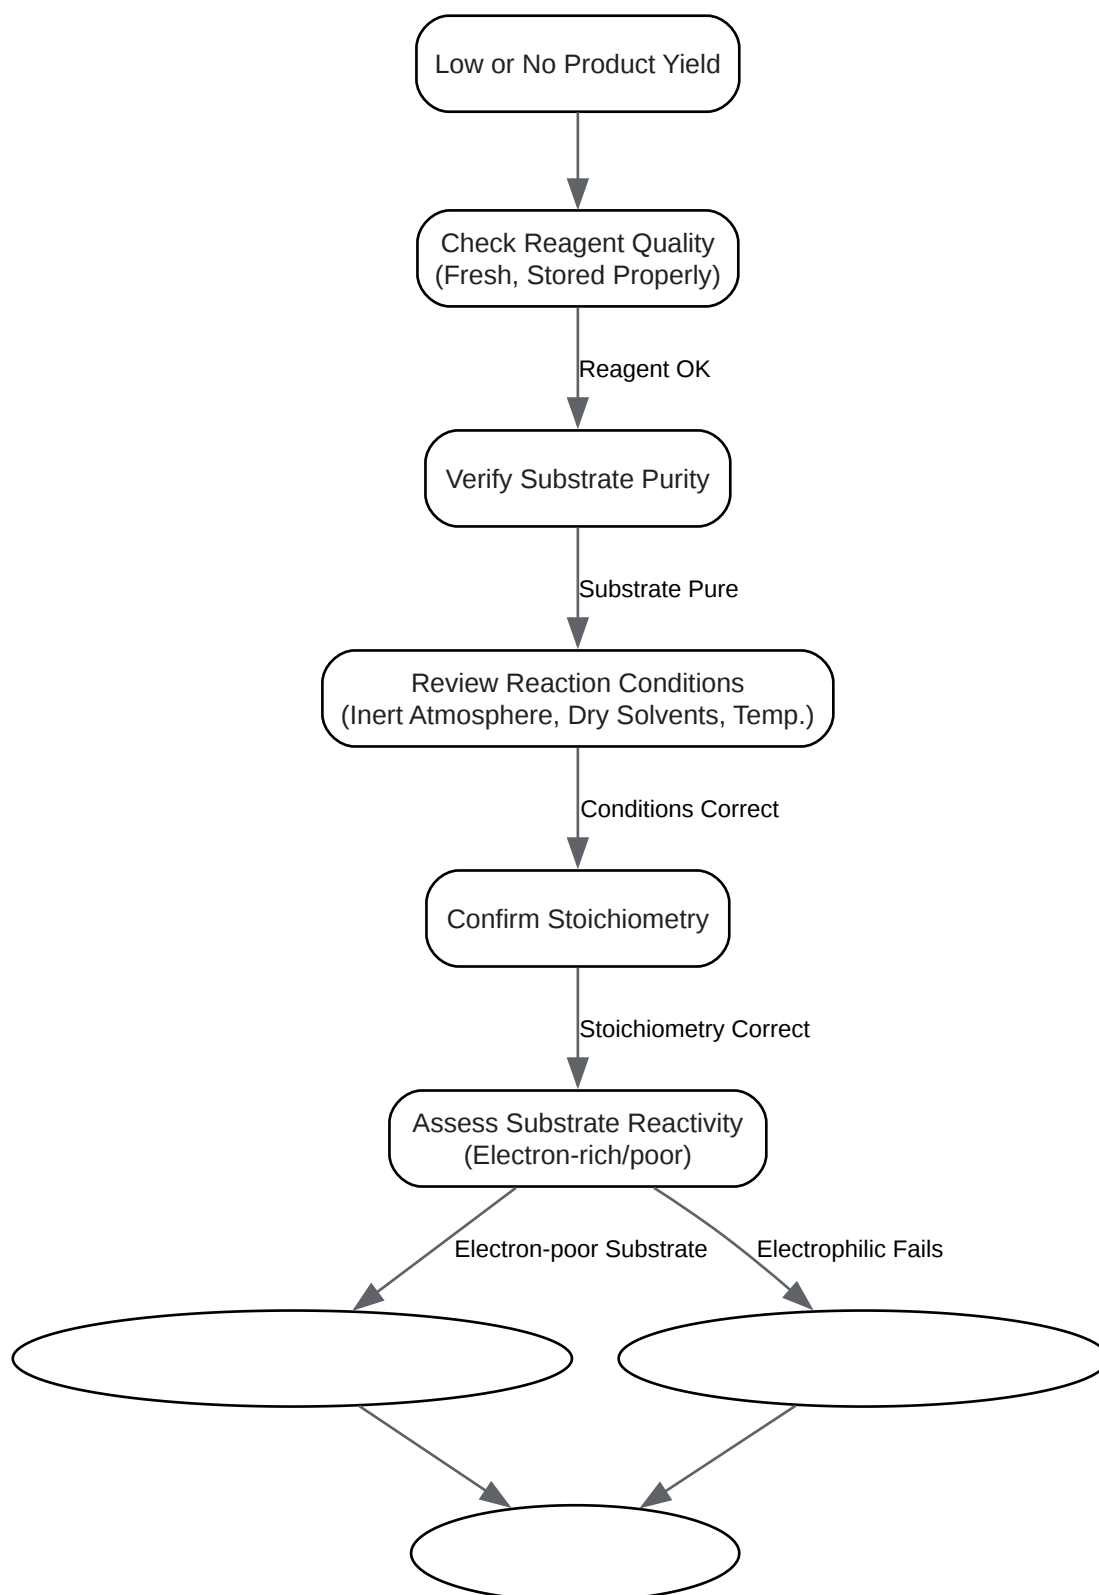 Low or No Product Yield
Check Reagent Quality
(Fresh, Stored Properly)
Reagent OK
Verify Substrate Purity
Substrate Pure
Review Reaction Conditions
(Inert Atmosphere, Dry Solvents, Temp.)
Conditions Correct
Confirm Stoichiometry
Stoichiometry Correct
Assess Substrate Reactivity
(Electron-rich/poor)
Electron-poor Substrate
Electrophilic Fails